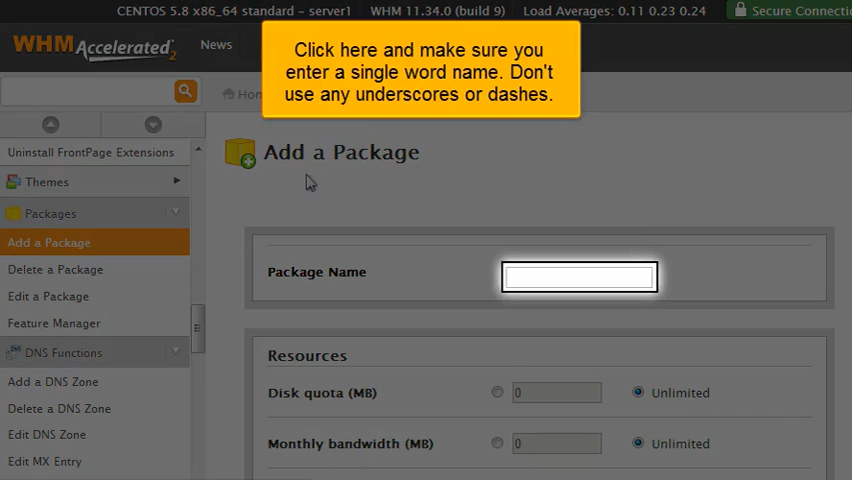 CENTOS 5.8 x86_64 standard – server1 WHM 11.34.0 (build 9) Load Averages: 0.11 0.23 0.24 Secure Connectio
WHM Accelerated2 News
Click here and make sure you
enter a single word name. Don't
use any underscores or dashes.
Hom
Uninstall FrontPage Extensions
Add a Package
Themes
Packages
Add a Package
Delete a Package
Package Name
Edit a Package
Feature Manager
DNS Functions
Resources
Add a DNS Zone
Disk quota (MB) 0 Unlimited
Delete a DNS Zone
Edit DNS Zone
Monthly bandwidth (MB) 0 Unlimited
Edit MX Entry